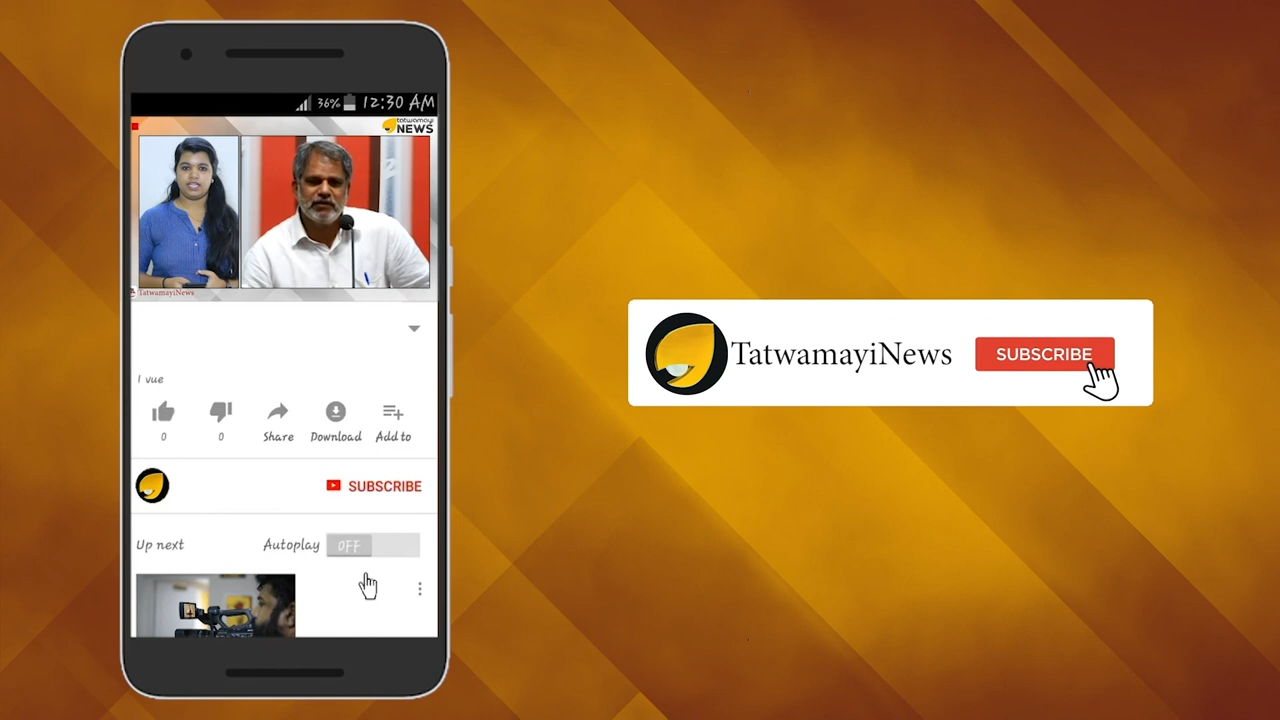 36% 12:30 AM
tatwamayi
NEWS
TatwamayiNews
1 vue
0 0 Share Download Add to
SUBSCRIBE
Up next Autoplay OFF
TatwamayiNews SUBSCRIBE